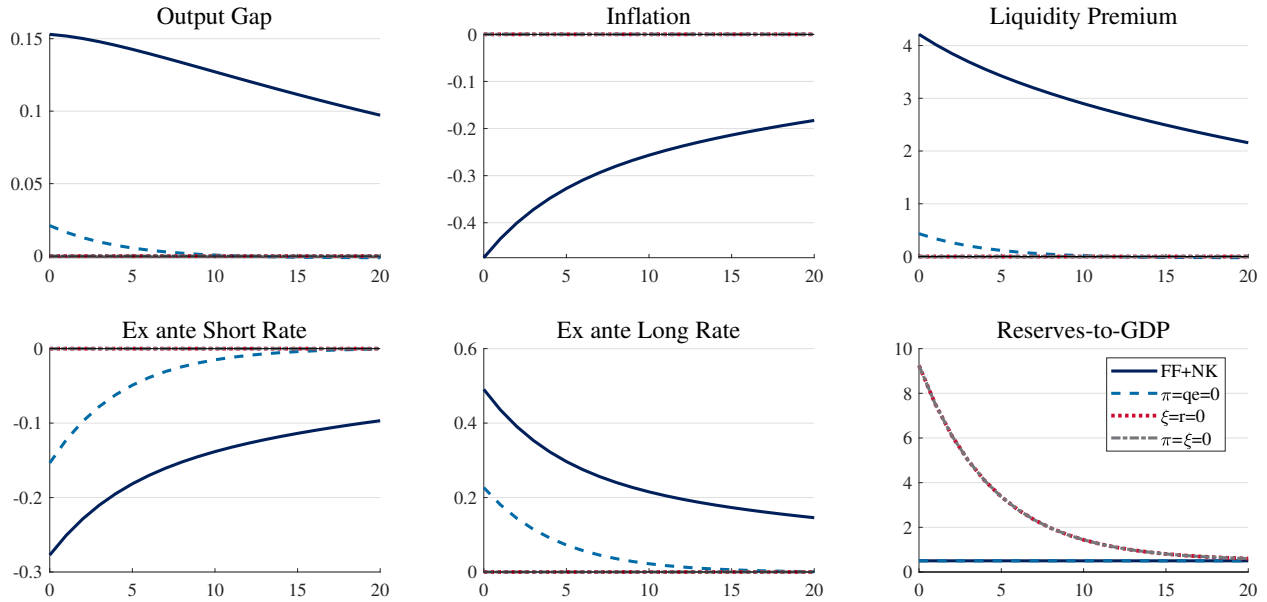 Output Gap
0.15
0.1
0.05
0
0 5 10 15 20
Inflation
0
-0.1
-0.2
-0.3
-0.4
0 5 10 15 20
Liquidity Premium
4
3
2
1
0
0 5 10 15 20
Ex ante Short Rate
0
-0.1
-0.2
-0.3
0 5 10 15 20
Ex ante Long Rate
0.6
0.4
0.2
0
0 5 10 15 20
Reserves-to-GDP
10
8
6
4
2
0
0 5 10 15 20
FF+NK
π=qe=0
ξ=r=0
π=ξ=0